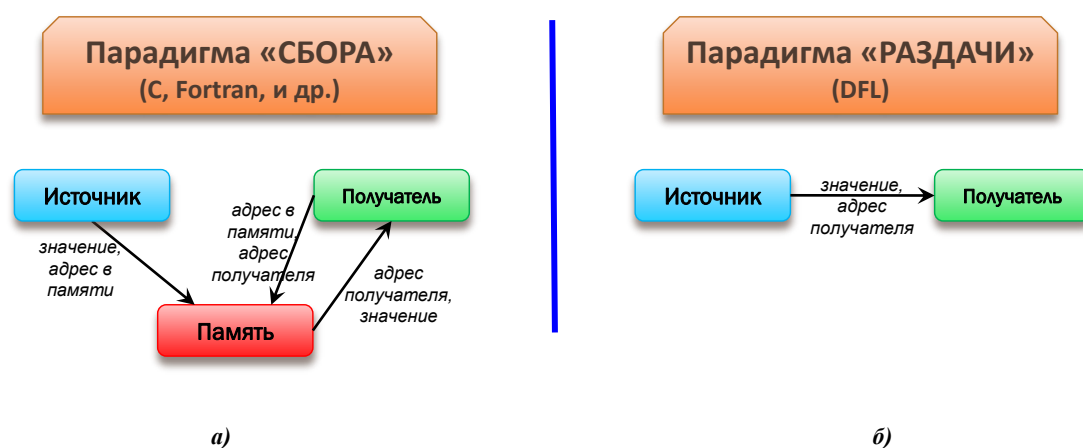 Парадигма «СБОРА»
(C, Fortran, и др.)
Источник
Получатель
значение,
адрес в
памяти
адрес в
памяти,
адрес
получателя
адрес
получателя,
значение
Память
а)
Парадигма «РАЗДАЧИ»
(DFL)
Источник
значение,
адрес
получателя
Получатель
б)